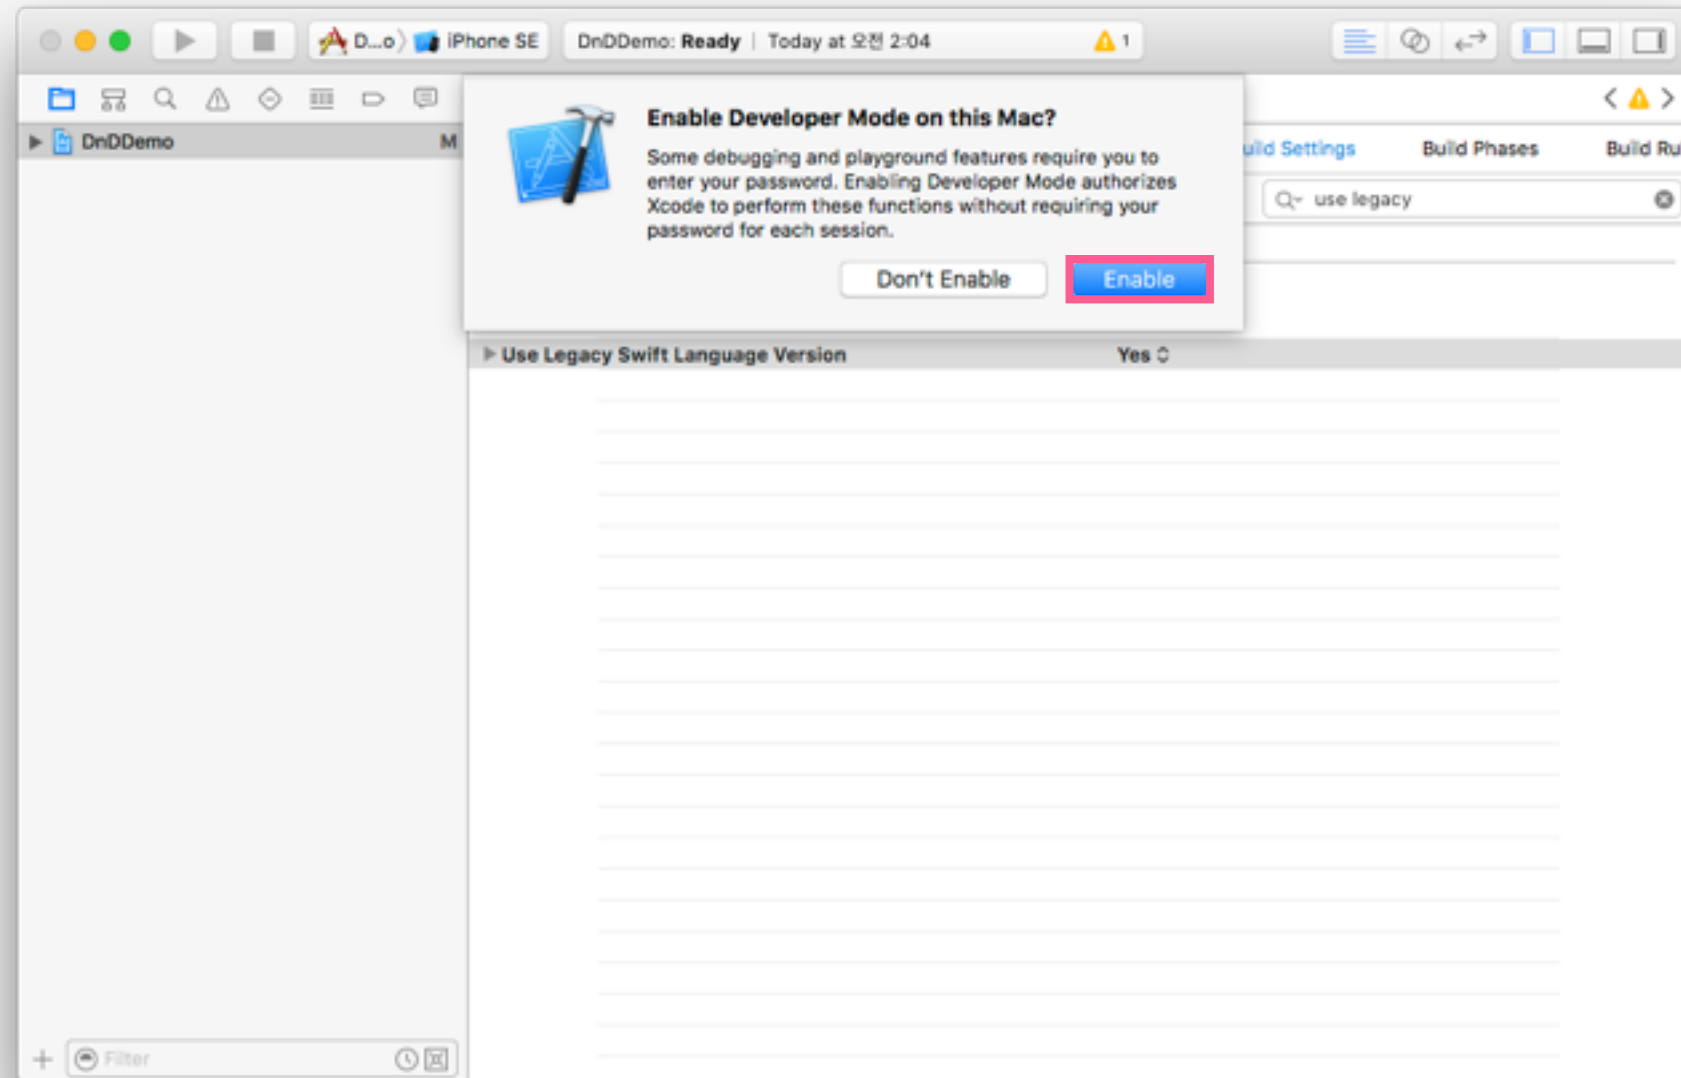 D...o
iPhone SE
DnDDemo: Ready | Today at 오전 2:04
1
DnDDemo
M
Enable Developer Mode on this Mac?
Some debugging and playground features require you to
enter your password. Enabling Developer Mode authorizes
Xcode to perform these functions without requiring your
password for each session.
Don't Enable
Enable
uild Settings
Build Phases
Build Ru
use legacy
Use Legacy Swift Language Version
Yes
Filter